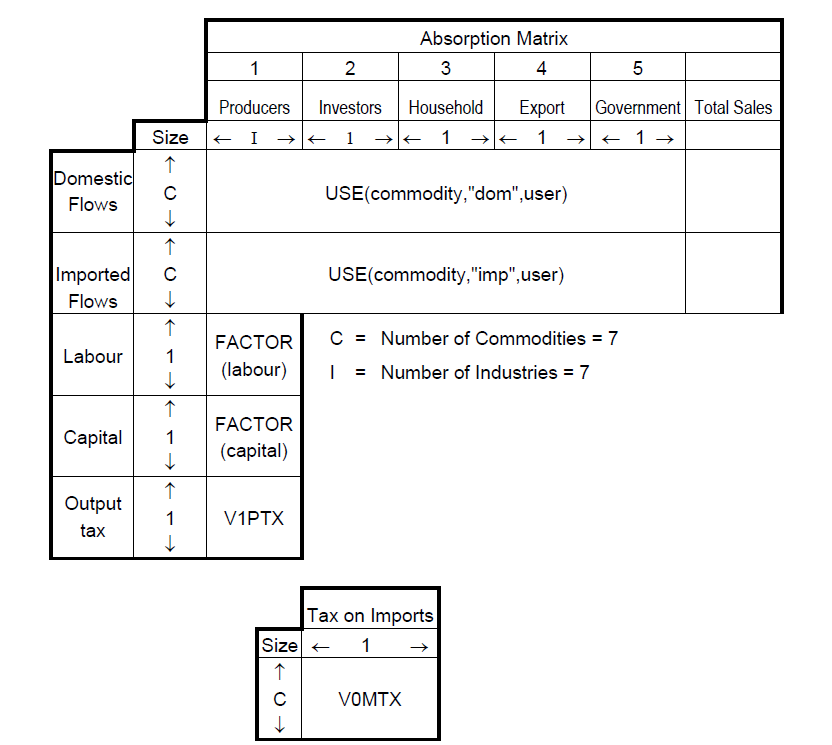 Absorption Matrix
1 2 3 4 5
Producers Investors Household Export Government Total Sales
Size ← I → ← 1 → ← 1 → ← 1 → ← 1 →
Domestic
Flows
↑
C
↓
USE(commodity,"dom",user)
Imported
Flows
↑
C
↓
USE(commodity,"imp",user)
Labour
↑
1
↓
FACTOR
(labour)
C = Number of Commodities = 7
I = Number of Industries = 7
Capital
↑
1
↓
FACTOR
(capital)
Output
tax
↑
1
↓
V1PTX
Tax on Imports
Size ← 1 →
↑
C
↓
V0MTX